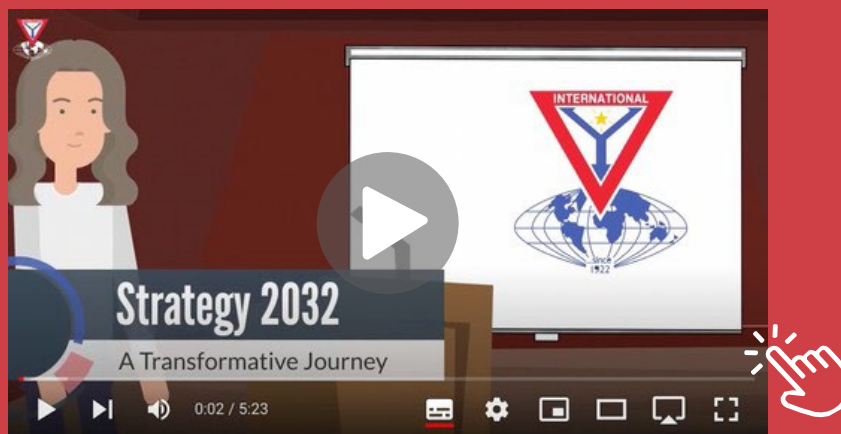 INTERNATIONAL
since
1922
Strategy 2032
A Transformative Journey
0:02 / 5:23